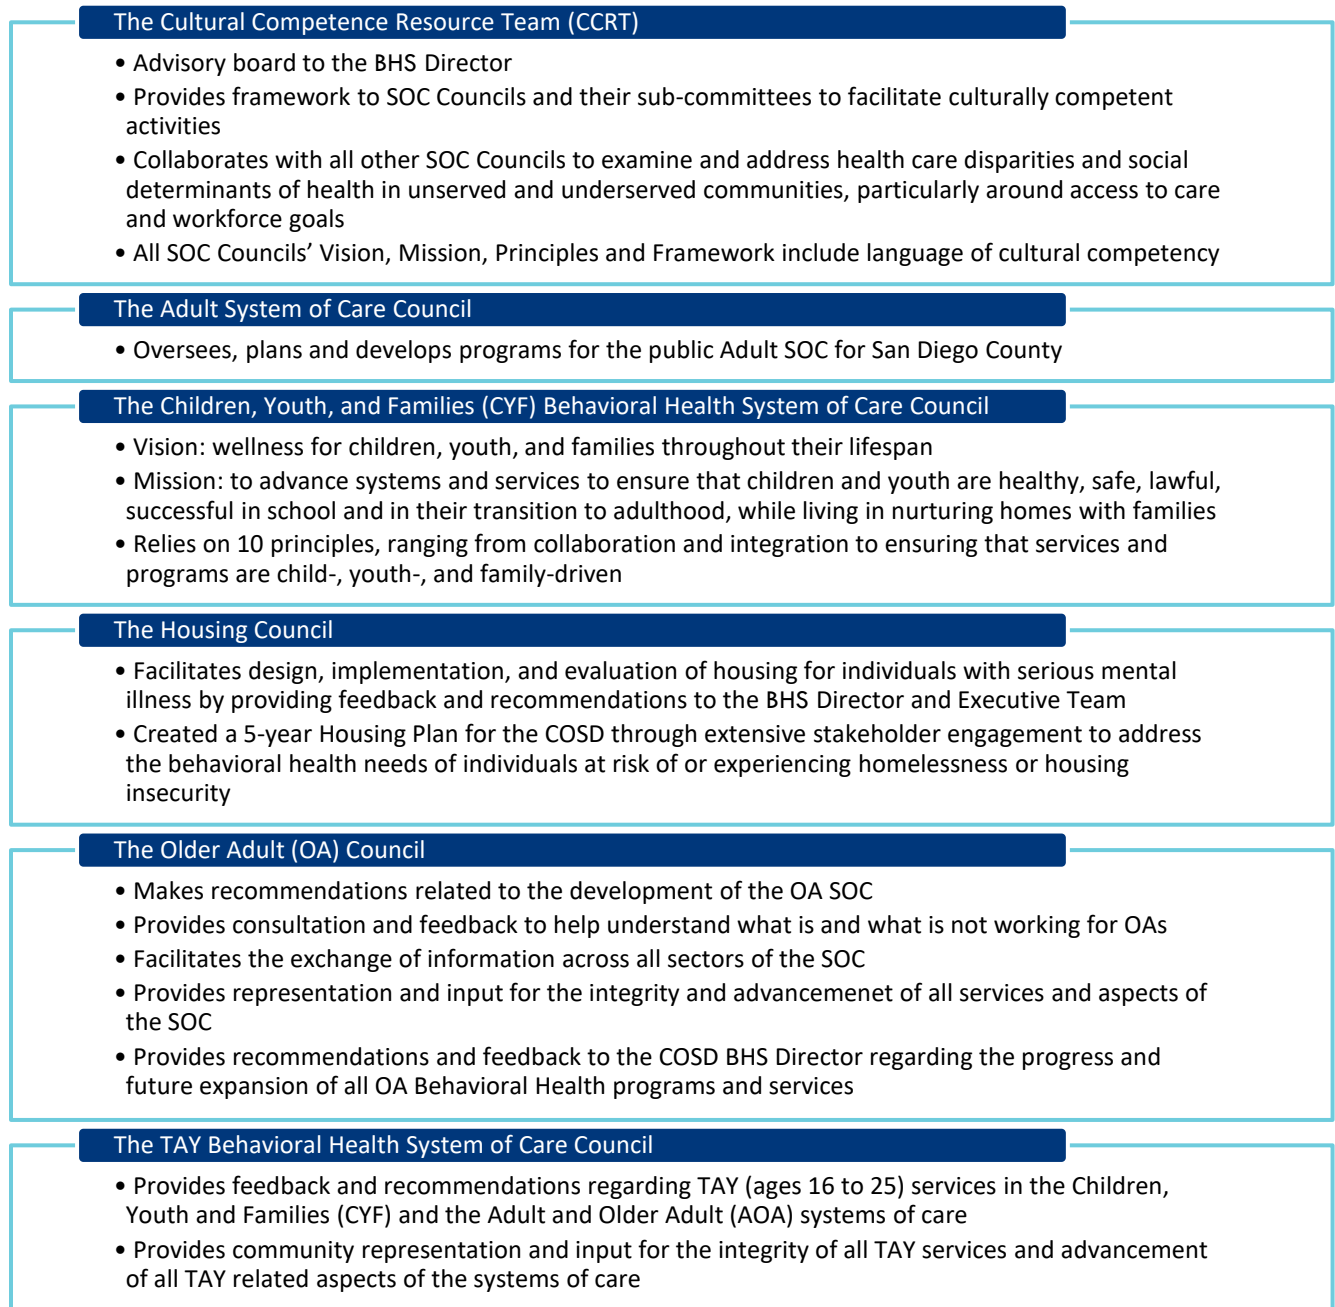 The Cultural Competence Resource Team (CCRT)
• Advisory board to the BHS Director
• Provides framework to SOC Councils and their sub-committees to facilitate culturally competent
activities
• Collaborates with all other SOC Councils to examine and address health care disparities and social
determinants of health in unserved and underserved communities, particularly around access to care
and workforce goals
• All SOC Councils’ Vision, Mission, Principles and Framework include language of cultural competency
The Adult System of Care Council
• Oversees, plans and develops programs for the public Adult SOC for San Diego County
The Children, Youth, and Families (CYF) Behavioral Health System of Care Council
• Vision: wellness for children, youth, and families throughout their lifespan
• Mission: to advance systems and services to ensure that children and youth are healthy, safe, lawful,
successful in school and in their transition to adulthood, while living in nurturing homes with families
• Relies on 10 principles, ranging from collaboration and integration to ensuring that services and
programs are child-, youth-, and family-driven
The Housing Council
• Facilitates design, implementation, and evaluation of housing for individuals with serious mental
illness by providing feedback and recommendations to the BHS Director and Executive Team
• Created a 5-year Housing Plan for the COSD through extensive stakeholder engagement to address
the behavioral health needs of individuals at risk of or experiencing homelessness or housing
insecurity
The Older Adult (OA) Council
• Makes recommendations related to the development of the OA SOC
• Provides consultation and feedback to help understand what is and what is not working for OAs
• Facilitates the exchange of information across all sectors of the SOC
• Provides representation and input for the integrity and advancemenet of all services and aspects of
the SOC
• Provides recommendations and feedback to the COSD BHS Director regarding the progress and
future expansion of all OA Behavioral Health programs and services
The TAY Behavioral Health System of Care Council
• Provides feedback and recommendations regarding TAY (ages 16 to 25) services in the Children,
Youth and Families (CYF) and the Adult and Older Adult (AOA) systems of care
• Provides community representation and input for the integrity of all TAY services and advancement
of all TAY related aspects of the systems of care